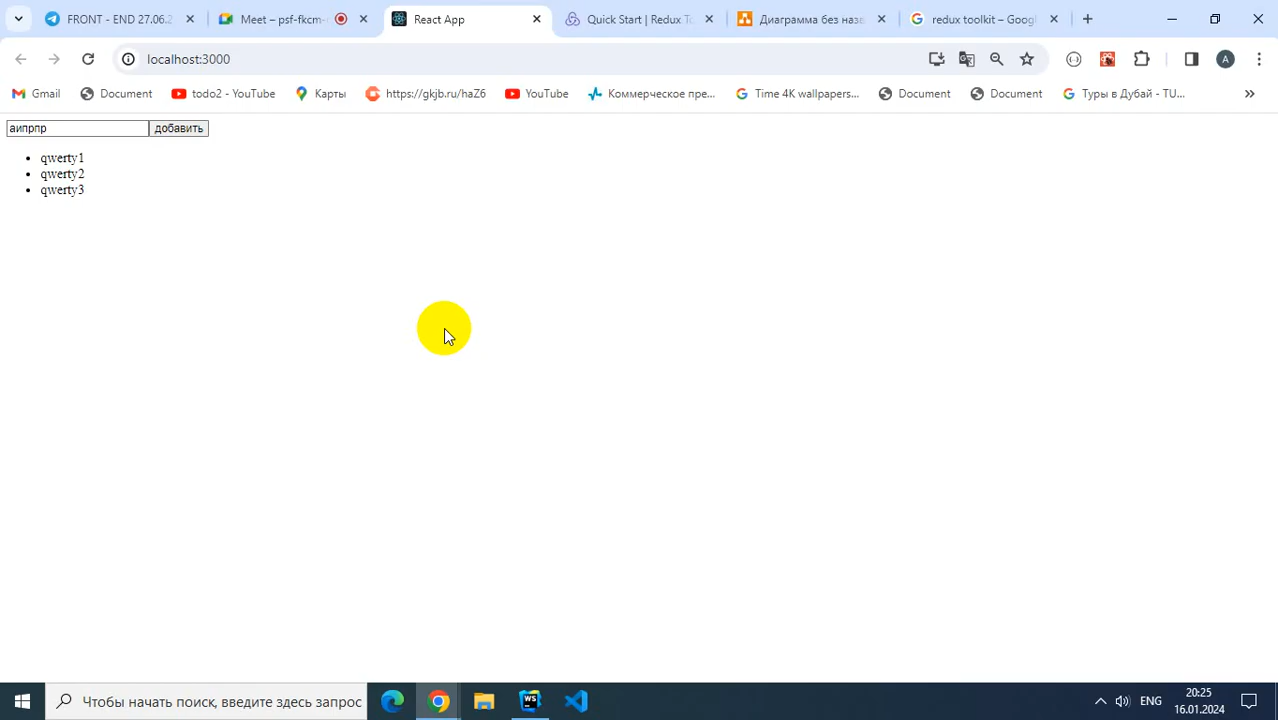 FRONT - END 27.06.2
Meet – psf-fkcm-
React App
Quick Start | Redux To
Диаграмма без назв
redux toolkit – Googl
localhost:3000
A
Gmail
Document
todo2 - YouTube
Карты
https://gkjb.ru/haZ6
YouTube
Коммерческое пре...
Time 4K wallpapers...
Document
Document
Туры в Дубай - TU...
аипрпр
добавить
qwerty1
qwerty2
qwerty3
Чтобы начать поиск, введите здесь запрос
WS
ENG
20:25
16.01.2024